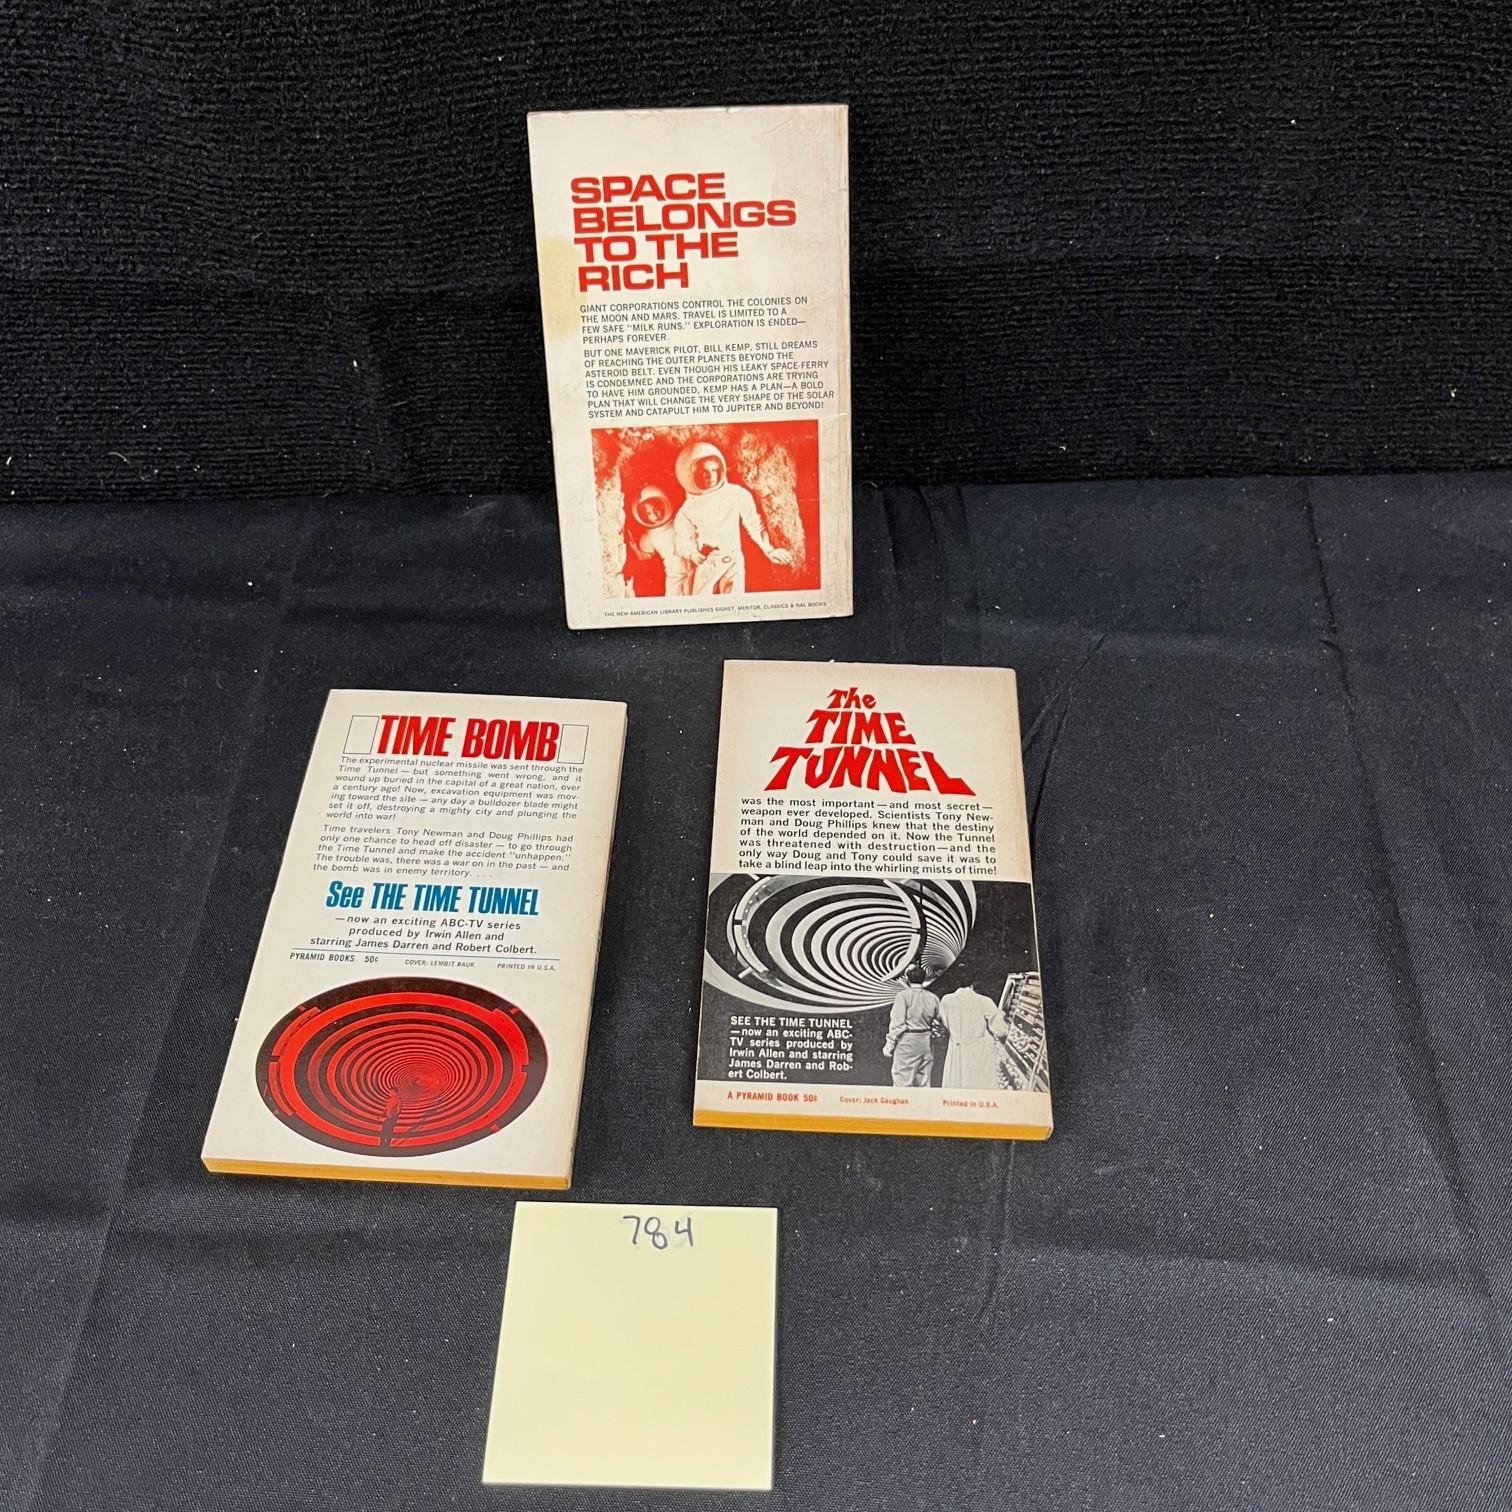 SPACE
BELONGS
TO THE
RICH
GIANT CORPORATIONS CONTROL THE COLONIES ON
THE MOON AND MARS. TRAVEL IS LIMITED TO A
FEW SAFE "MILK RUNS." EXPLORATION IS ENDED—
PERHAPS FOREVER.
BUT ONE MAVERICK PILOT, BILL KEMP, STILL DREAMS
OF REACHING THE OUTER PLANETS BEYOND THE
ASTEROID BELT. EVEN THOUGH HIS LEAKY SPACE-FERRY
IS CONDEMNED AND THE CORPORATIONS ARE TRYING
TO HAVE HIM GROUNDED, KEMP HAS A PLAN—A BOLD
PLAN THAT WILL CHANGE THE VERY SHAPE OF THE SOLAR
SYSTEM AND CATAPULT HIM TO JUPITER AND BEYOND!
THE NEW AMERICAN LIBRARY PUBLISHES SIGNET, MENTOR, CLASSICS & NAL BOOKS
TIME BOMB
The experimental nuclear missile was sent through the
Time Tunnel — but something went wrong, and it
wound up buried in the capital of a great nation, over
a century ago! Now, excavation equipment was mov-
ing toward the site — any day a bulldozer blade might
set it off, destroying a mighty city and plunging the
world into war!
Time travelers Tony Newman and Doug Phillips had
only one chance to head off disaster — to go through
the Time Tunnel and make the accident "unhappen."
The trouble was, there was a war on in the past — and
the bomb was in enemy territory. . . .
See THE TIME TUNNEL
—now an exciting ABC-TV series
produced by Irwin Allen and
starring James Darren and Robert Colbert.
PYRAMID BOOKS 50¢ COVER: LEMBIT RAUK PRINTED IN U.S.A.
The
TIME
TUNNEL
was the most important—and most secret—
weapon ever developed. Scientists Tony New-
man and Doug Phillips knew that the destiny
of the world depended on it. Now the Tunnel
was threatened with destruction—and the
only way Doug and Tony could save it was to
take a blind leap into the whirling mists of time!
SEE THE TIME TUNNEL
—now an exciting ABC-
TV series produced by
Irwin Allen and starring
James Darren and Rob-
ert Colbert.
A PYRAMID BOOK 50¢ Cover: Jack Gaughan Printed in U.S.A.
784